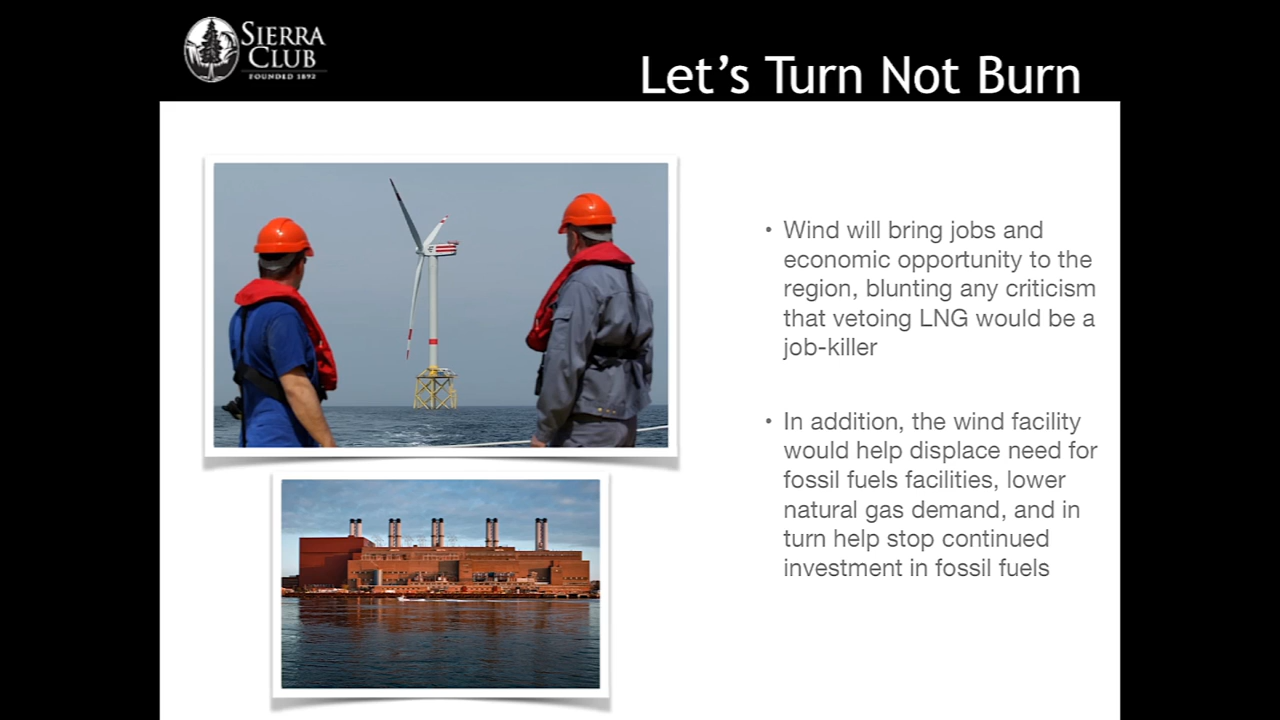 SIERRA
CLUB
FOUNDED 1892
Let's Turn Not Burn
• Wind will bring jobs and
economic opportunity to the
region, blunting any criticism
that vetoing LNG would be a
job-killer
• In addition, the wind facility
would help displace need for
fossil fuels facilities, lower
natural gas demand, and in
turn help stop continued
investment in fossil fuels